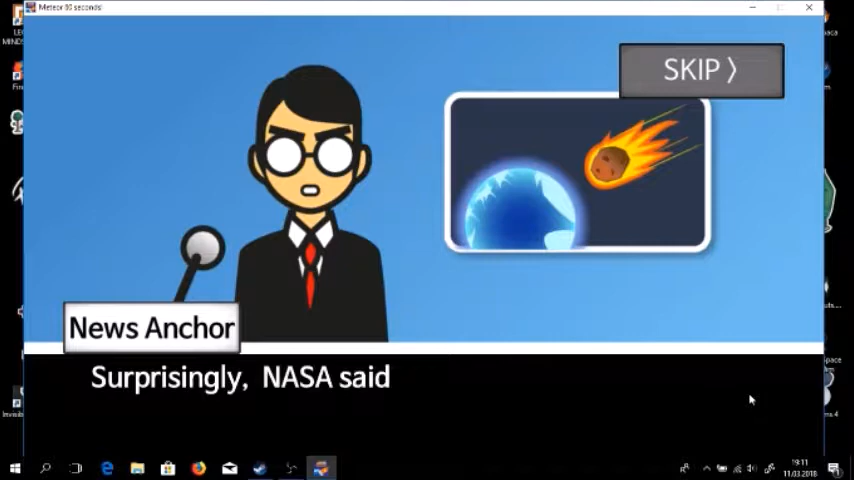 Meteor 60 seconds!
SKIP 〉
News Anchor
Surprisingly, NASA said
19:11
11.03.2018